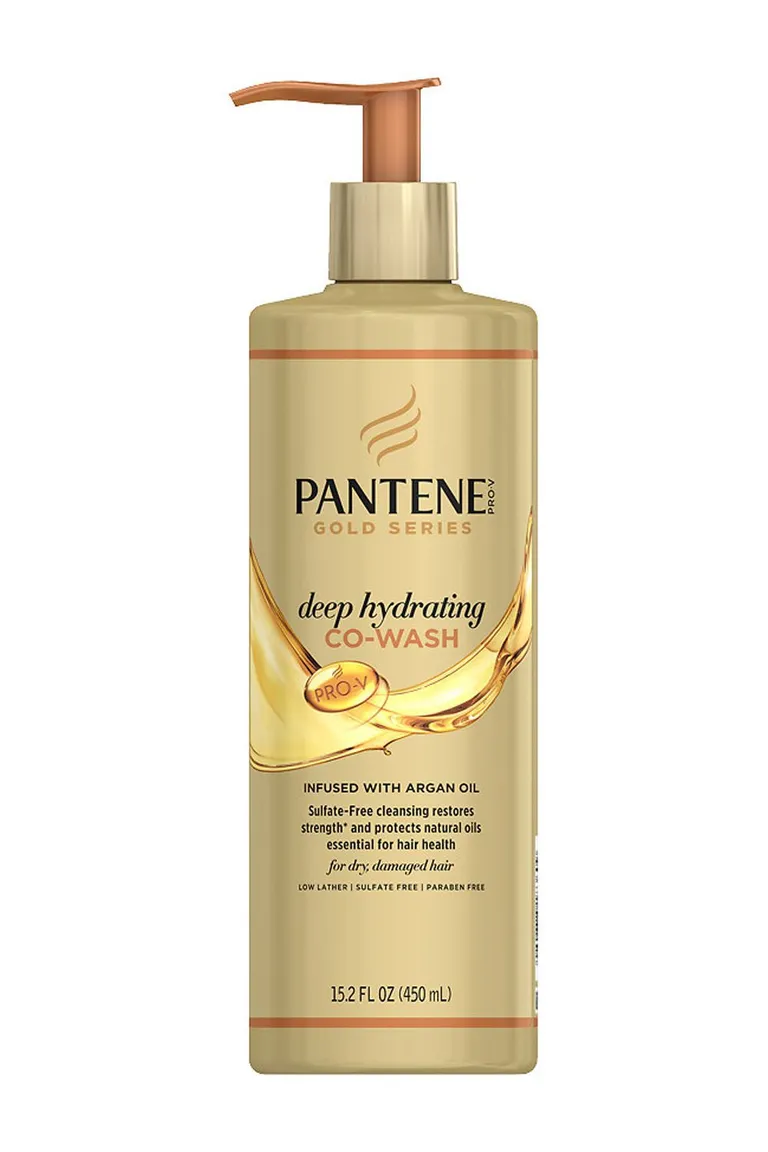 PANTENE PRO-V
GOLD SERIES
deep hydrating
CO-WASH
PRO-V
INFUSED WITH ARGAN OIL
Sulfate-Free cleansing restores
strength* and protects natural oils
essential for hair health
for dry, damaged hair
LOW LATHER | SULFATE FREE | PARABEN FREE
15.2 FL OZ (450 mL)